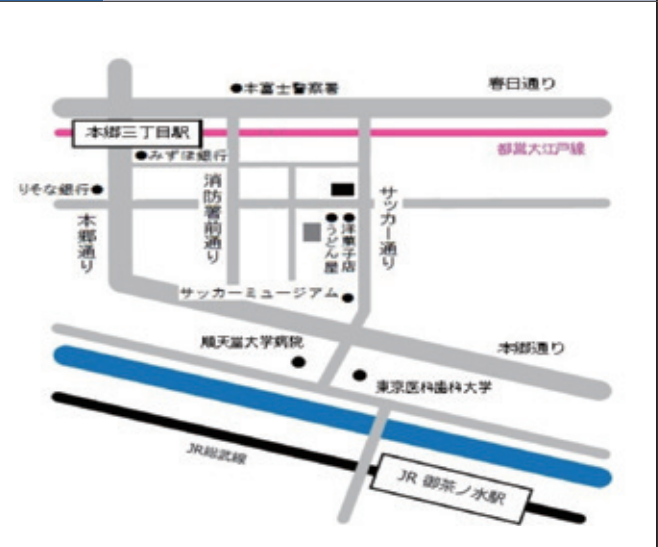 ●本富士警察署
春日通り
本郷三丁目駅
●みずほ銀行
都営大江戸線
りそな銀行●
消防署前通り
サッカー通り
本郷通り
うどん屋
洋菓子店
サッカーミュージアム
順天堂大学病院
本郷通り
東京医科歯科大学
JR総武線
JR 御茶ノ水駅